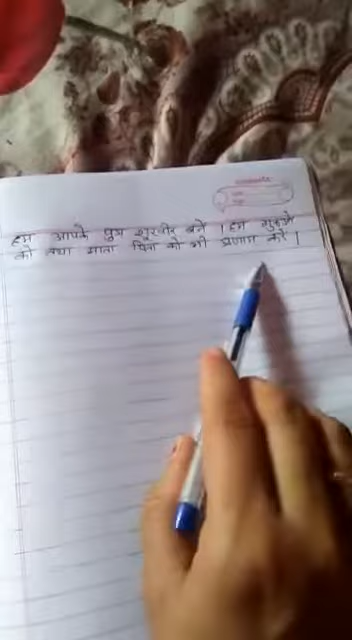 हम आपके पुत्र शूरवीर बने । हम गुरुओ
को तथा माता पिता को भी प्रणाम करे ।